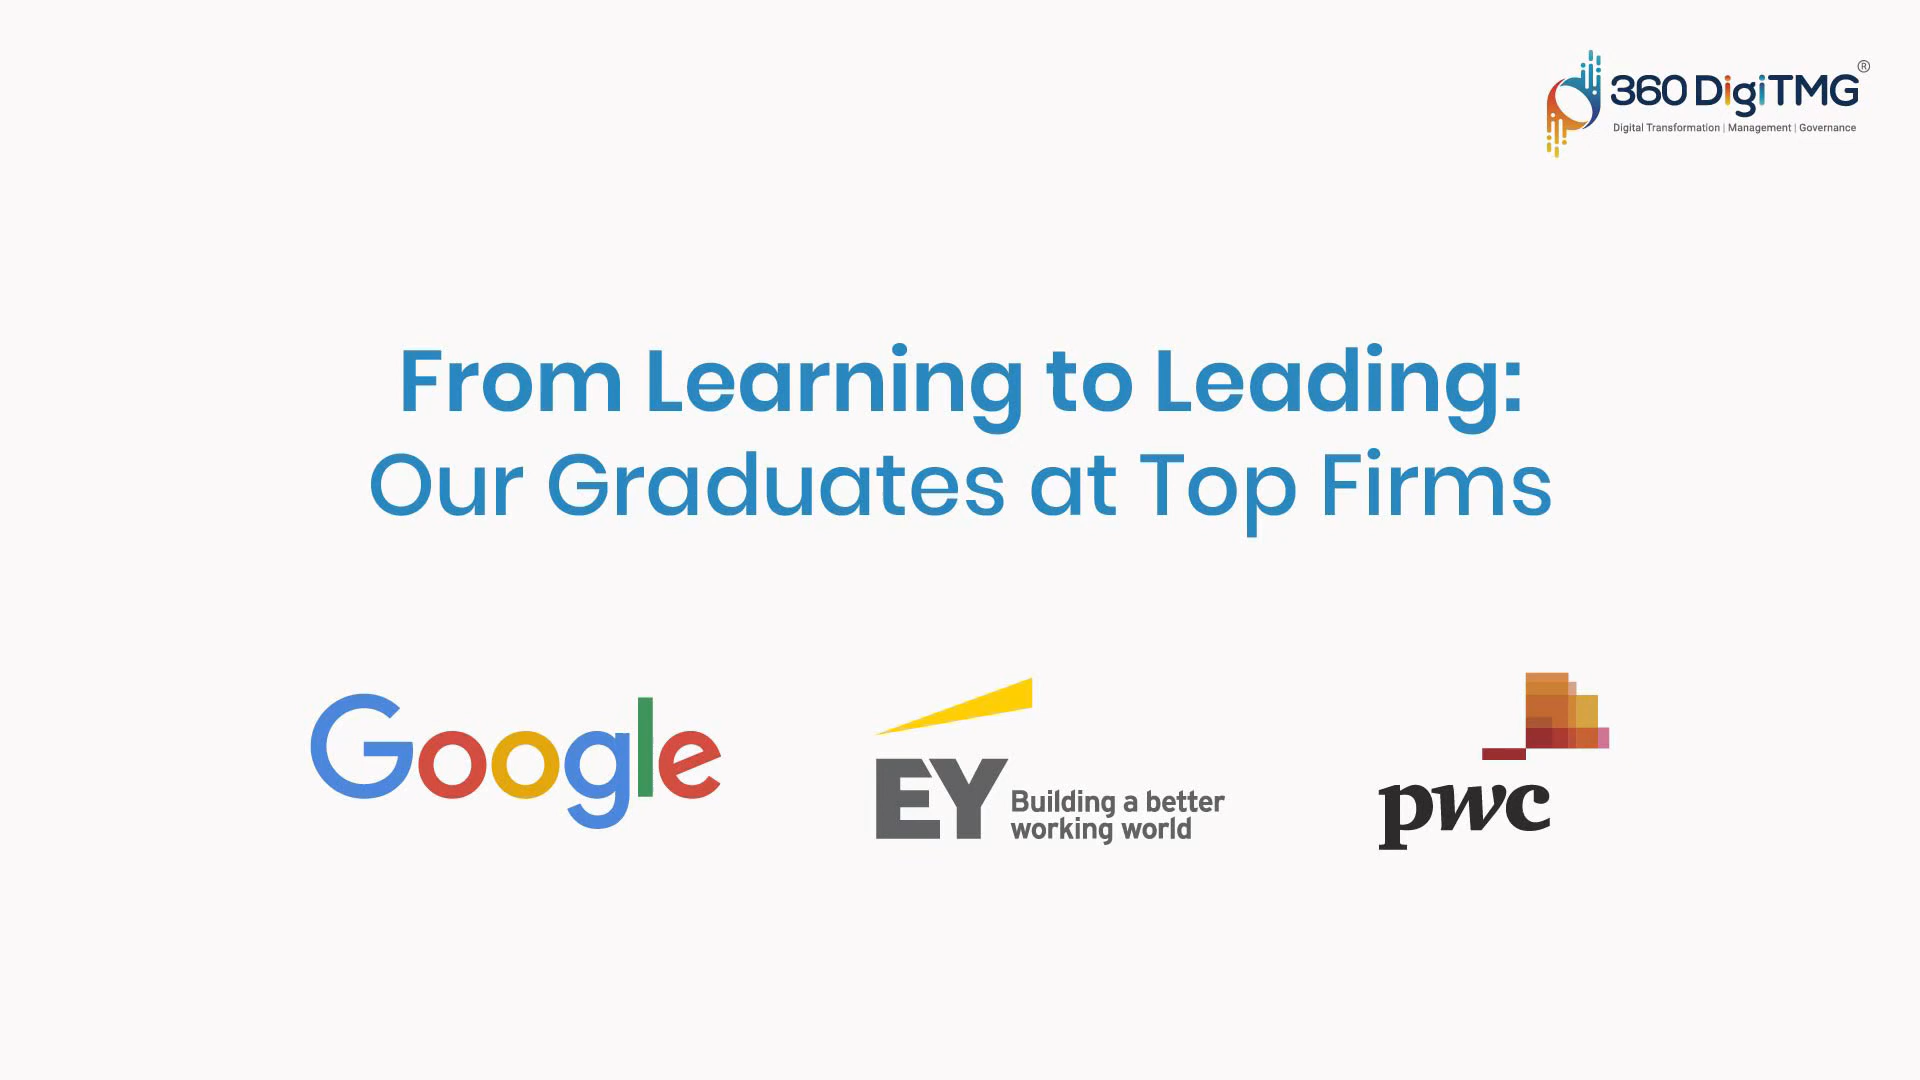 360 DigiTMG®
Digital Transformation | Management | Governance
From Learning to Leading:
Our Graduates at Top Firms
Google
EY
Building a better
working world
pwc